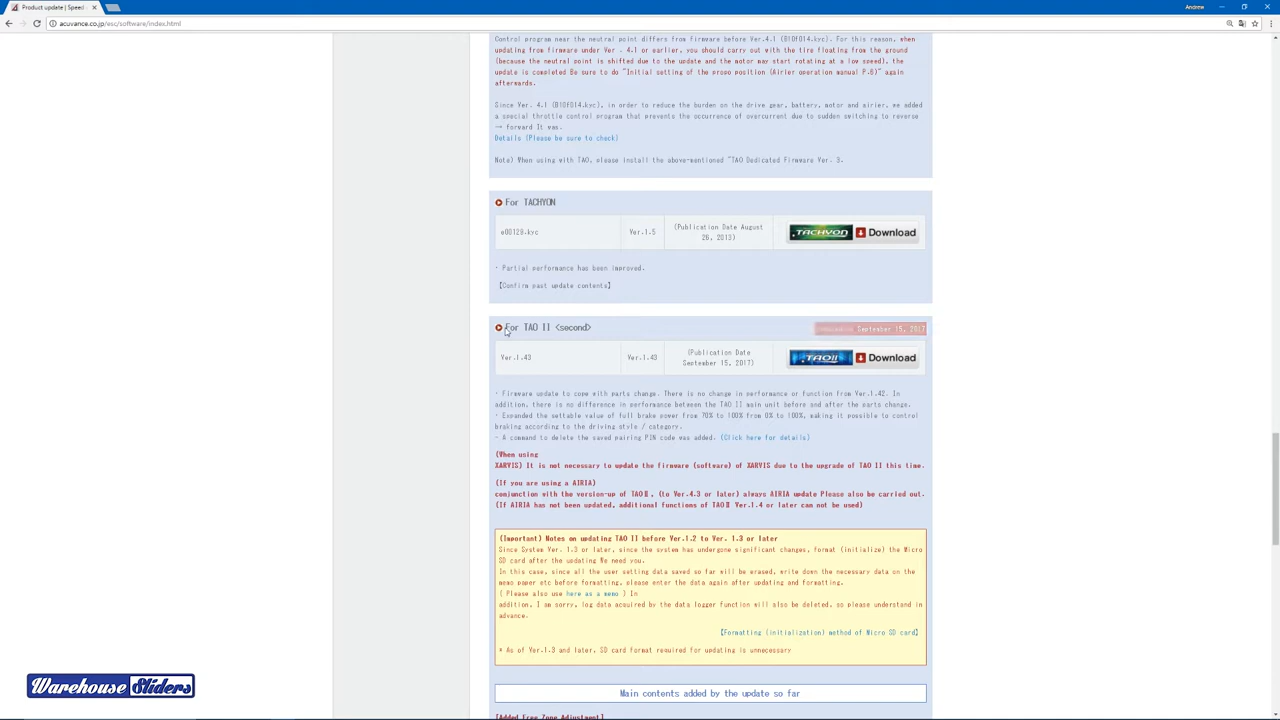 Product update | Speed
Andrew
acuvance.co.jp/esc/software/index.html
Control program near the neutral point differs from firmware before Ver.4.1 (B10f014.kyc). For this reason, when
updating from firmware under Ver . 4.1 or earlier, you should carry out with the tire floating from the ground
(because the neutral point is shifted due to the update and the motor may start rotating at a low speed), the
update is completed Be sure to do "Initial setting of the propo position (Airier operation manual P.8)" again
afterwards.
Since Ver. 4.1 (B10f014.kyc), in order to reduce the burden on the drive gear, battery, motor and airier, we added
a special throttle control program that prevents the occurrence of overcurrent due to sudden switching to reverse
→ forward It was.
Details (Please be sure to check)
Note) When using with TAO, please install the above-mentioned "TAO Dedicated Firmware Ver. 3.
For TACHYON
e00128.kyc Ver.1.5 (Publication Date August
28, 2013) TACHYON Download
· Partial performance has been improved.
【Confirm past update contents】
For TAO II <second> September 15, 2017
Ver.1.43 Ver.1.43 (Publication Date
September 15, 2017) TAOII Download
· Firmware update to cope with parts change. There is no change in performance or function from Ver.1.42. In
addition, there is no difference in performance between the TAO II main unit before and after the parts change.
· Expanded the settable value of full brake power from 70% to 100% from 0% to 100%, making it possible to control
braking according to the driving style / category.
- A command to delete the saved pairing PIN code was added. (Click here for details)
(When using
XARVIS) It is not necessary to update the firmware (software) of XARVIS due to the upgrade of TAO II this time.
(If you are using a AIRIA)
conjunction with the version-up of TAOⅡ, (to Ver.4.3 or later) always AIRIA update Please also be carried out.
(If AIRIA has not been updated, additional functions of TAOⅡ Ver.1.4 or later can not be used)
(Important) Notes on updating TAO II before Ver.1.2 to Ver. 1.3 or later
Since System Ver. 1.3 or later, since the system has undergone significant changes, format (initialize) the Micro
SD card after the updating We need you.
In this case, since all the user setting data saved so far will be erased, write down the necessary data on the
memo paper etc before formatting, please enter the data again after updating and formatting.
( Please also use here as a memo ) In
addition, I am sorry, log data acquired by the data logger function will also be deleted, so please understand in
advance.
【Formatting (initialization) method of Micro SD card】
* As of Ver.1.3 and later, SD card format required for updating is unnecessary
Main contents added by the update so far
[Added Free Zone Adjustment]
Warehouse Sliders